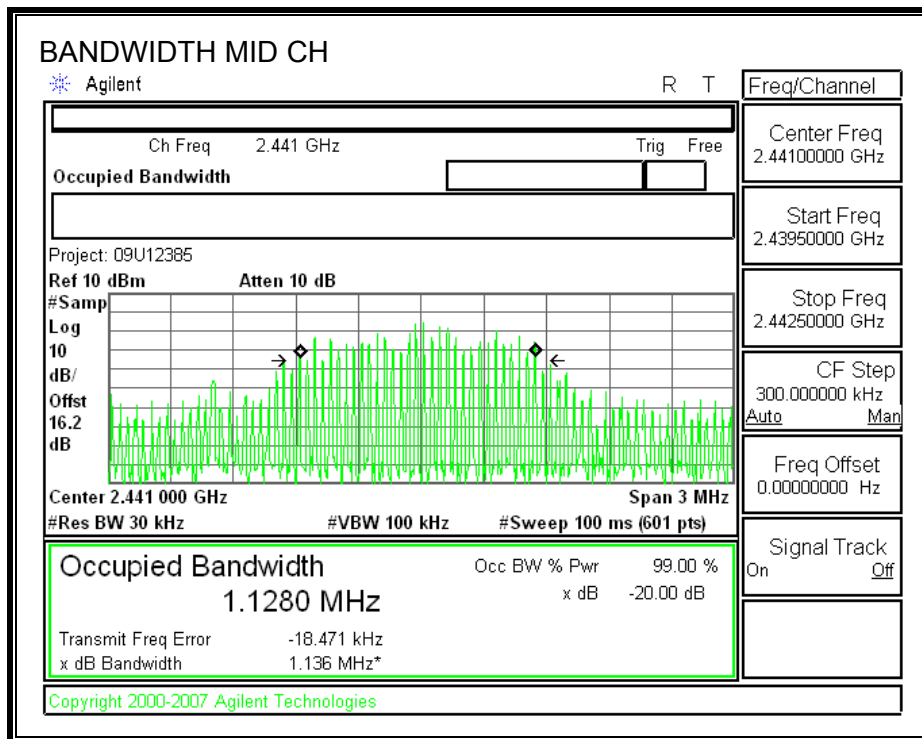 BANDWIDTH MID CH
Agilent R T
Ch Freq 2.441 GHz Trig Free
Occupied Bandwidth
Project: 09U12385
Ref 10 dBm Atten 10 dB
#Samp
Log
10
dB/
Offst
16.2
dB
Center 2.441 000 GHz Span 3 MHz
#Res BW 30 kHz #VBW 100 kHz #Sweep 100 ms (601 pts)
Occupied Bandwidth Occ BW % Pwr 99.00 %
1.1280 MHz x dB -20.00 dB
Transmit Freq Error -18.471 kHz
x dB Bandwidth 1.136 MHz*
Copyright 2000-2007 Agilent Technologies
Freq/Channel
Center Freq
2.44100000 GHz
Start Freq
2.43950000 GHz
Stop Freq
2.44250000 GHz
CF Step
300.000000 kHz
Auto Man
Freq Offset
0.00000000 Hz
Signal Track
On Off